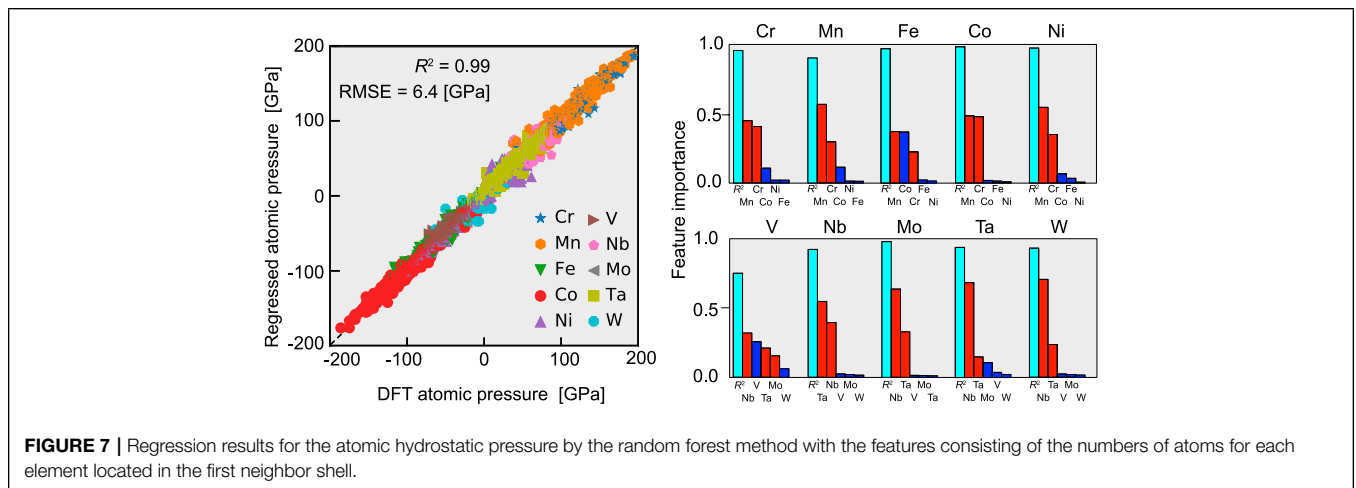 200
100
0
-100
-200
Regressed atomic pressure [GPa]
R² = 0.99
RMSE = 6.4 [GPa]
Cr V
Mn Nb
Fe Mo
Co Ta
Ni W
-200 -100 0 100 200
DFT atomic pressure [GPa]
Feature importance
Cr Mn Fe Co Ni
1.0
0.5
0.0
R² Cr Ni R² Cr Ni R² Co Fe R² Cr Fe R² Cr Fe
Mn Co Fe Mn Co Fe Mn Cr Ni Mn Co Ni Mn Co Ni
V Nb Mo Ta W
1.0
0.5
0.0
R² V Mo R² Nb Mo R² Ta Mo R² Ta V R² Ta Mo
Nb Ta W Ta V W Nb V Ta Nb Mo W Nb V W
FIGURE 7 | Regression results for the atomic hydrostatic pressure by the random forest method with the features consisting of the numbers of atoms for each
element located in the first neighbor shell.